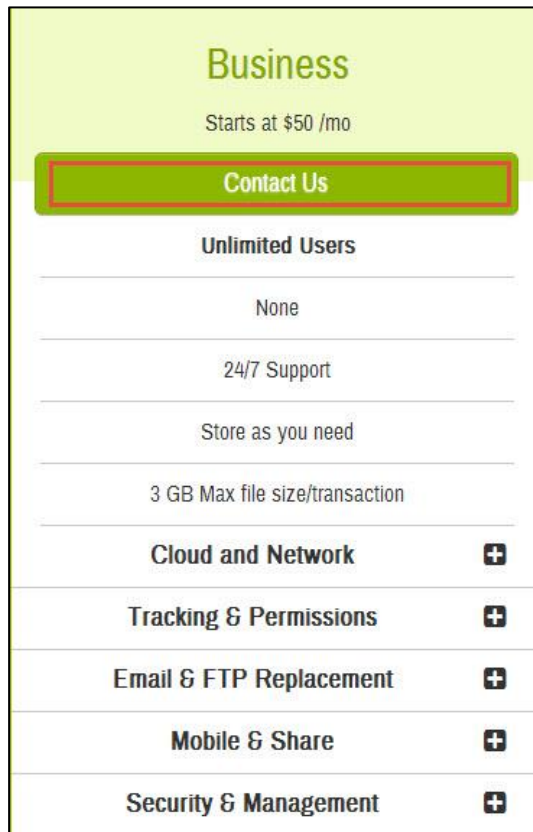 Business
Starts at $50 /mo
Contact Us
Unlimited Users
None
24/7 Support
Store as you need
3 GB Max file size/transaction
Cloud and Network
Tracking & Permissions
Email & FTP Replacement
Mobile & Share
Security & Management